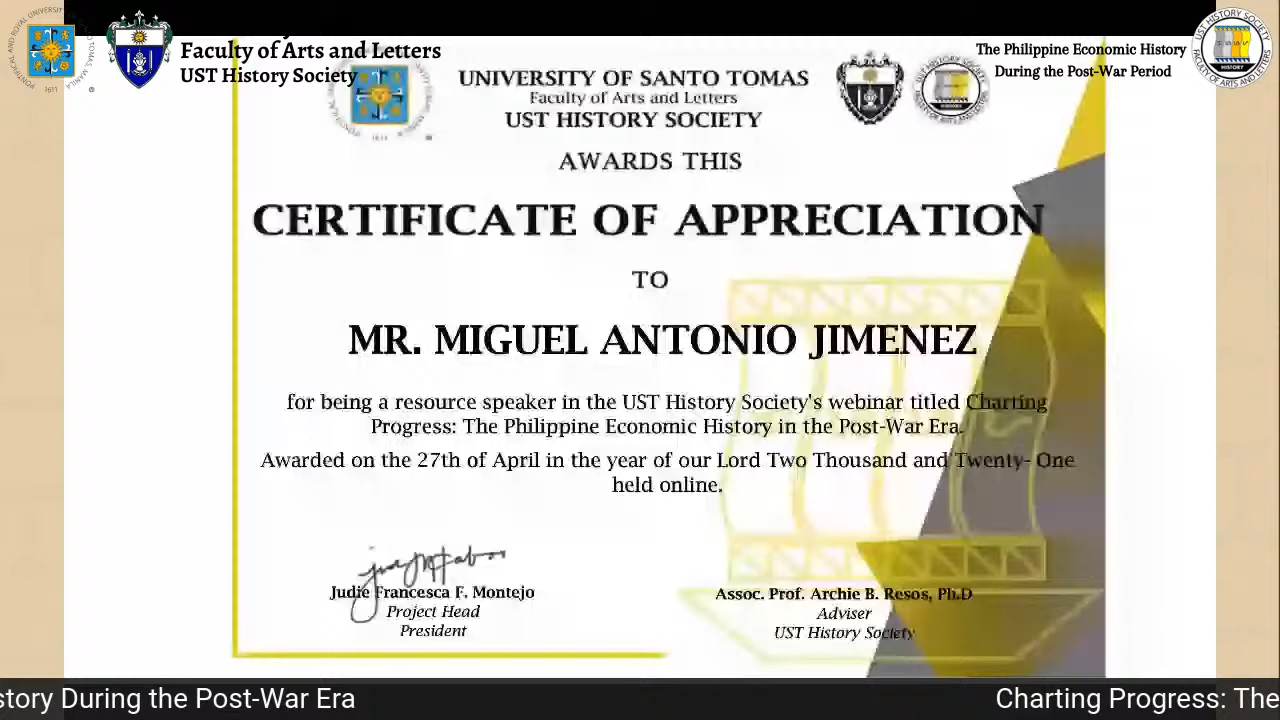 Faculty of Arts and Letters
UST History Society
The Philippine Economic History
During the Post-War Period
UNIVERSITY OF SANTO TOMAS
Faculty of Arts and Letters
UST HISTORY SOCIETY
AWARDS THIS
CERTIFICATE OF APPRECIATION
TO
MR. MIGUEL ANTONIO JIMENEZ
for being a resource speaker in the UST History Society's webinar titled Charting
Progress: The Philippine Economic History in the Post-War Era.
Awarded on the 27th of April in the year of our Lord Two Thousand and Twenty- One
held online.
Judie Francesca F. Montejo
Project Head
President
Assoc. Prof. Archie B. Resos, Ph.D
Adviser
UST History Society
story During the Post-War Era
Charting Progress: The